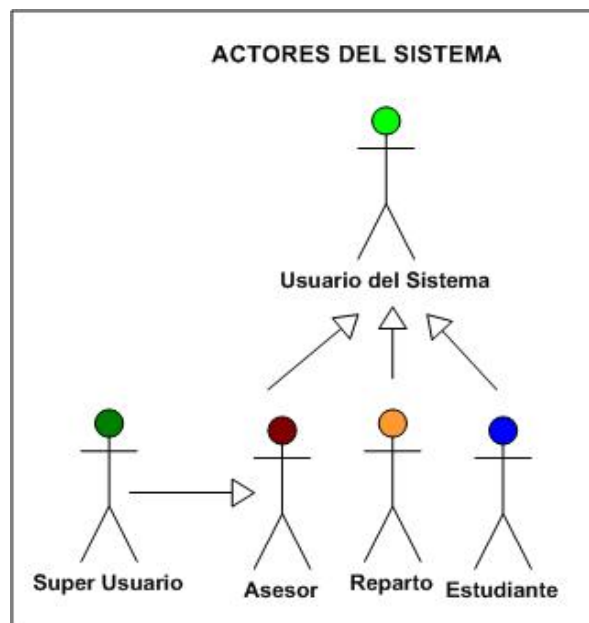 ACTORES DEL SISTEMA
Usuario del Sistema
Super Usuario
Asesor
Reparto
Estudiante